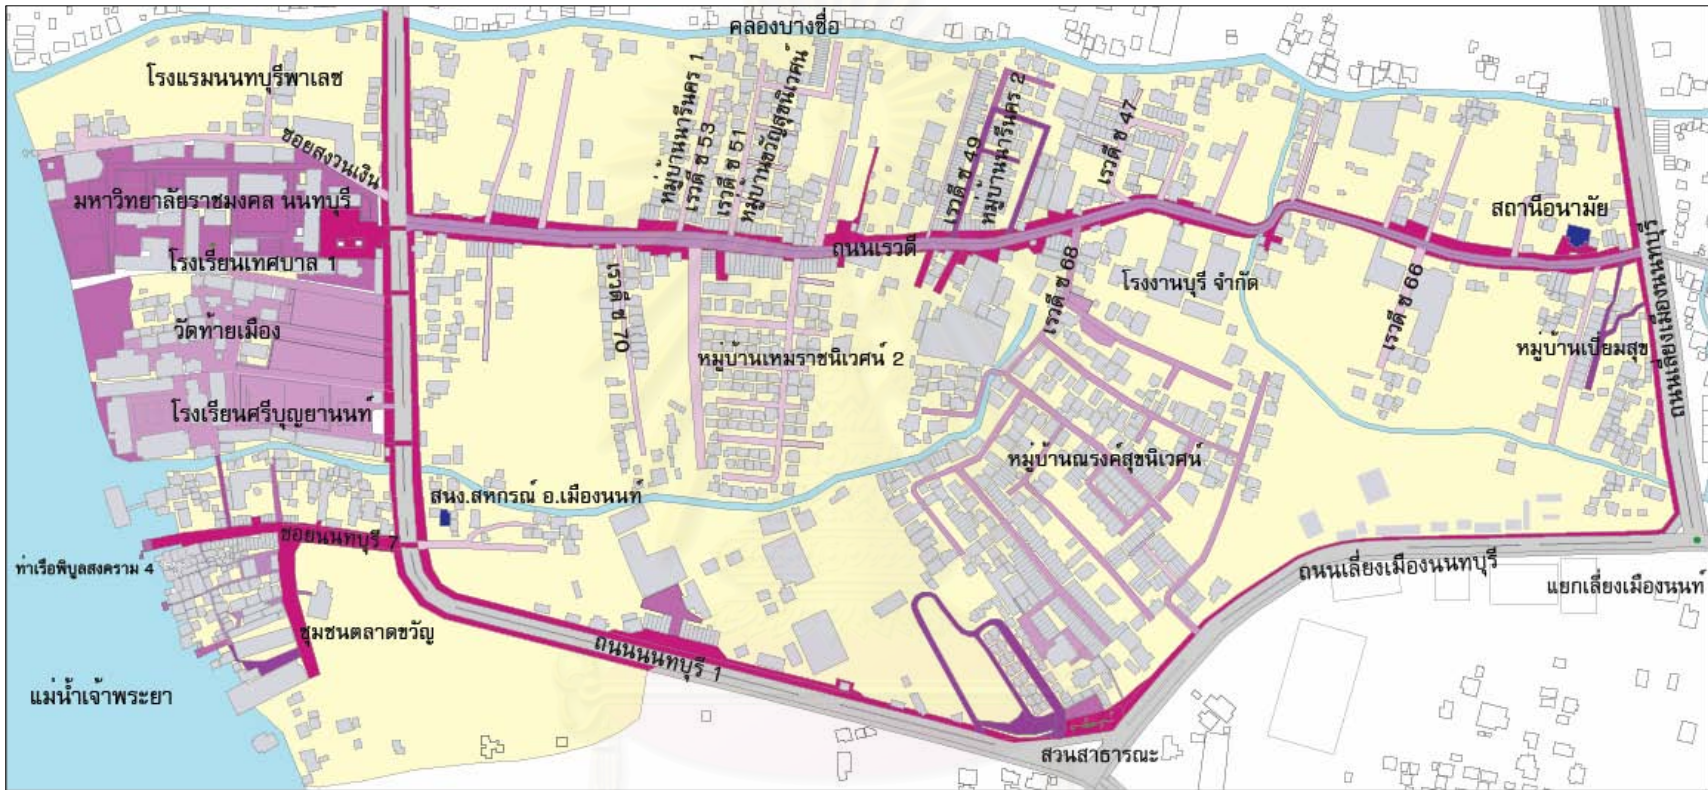 คลองบางซื่อ
โรงแรมนนทบุรีพาเลซ
ซอยสงวนเงิน
มหาวิทยาลัยราชมงคล นนทบุรี
โรงเรียนเทศบาล 1
วัดท้ายเมือง
โรงเรียนศรีบุญยานนท์
หมู่บ้านนารีนคร 1
เรวดี ซ 53
เรวดี ซ 51
หมู่บ้านขวัญสุขนิเวศน์
เรวดี ซ 49
หมู่บ้านนารีนคร 2
เรวดี ซ 47
สถานีอนามัย
ถนนเรวดี
เรวดี ซ 70
หมู่บ้านเหมราชนิเวศน์ 2
เรวดี ซ 68
โรงงานบุรี จำกัด
เรวดี ซ 66
หมู่บ้านเปี่ยมสุข
ถนนเลี่ยงเมืองนนทบุรี
หมู่บ้านณรงค์สุขนิเวศน์
สนง.สหกรณ์ อ.เมืองนนท์
ซอยนนทบุรี 7
ท่าเรือพิบูลสงคราม 4
ชุมชนตลาดขวัญ
แม่น้ำเจ้าพระยา
ถนนนนทบุรี 1
ถนนเลี่ยงเมืองนนทบุรี
แยกเลี่ยงเมืองนนท์
สวนสาธารณะ